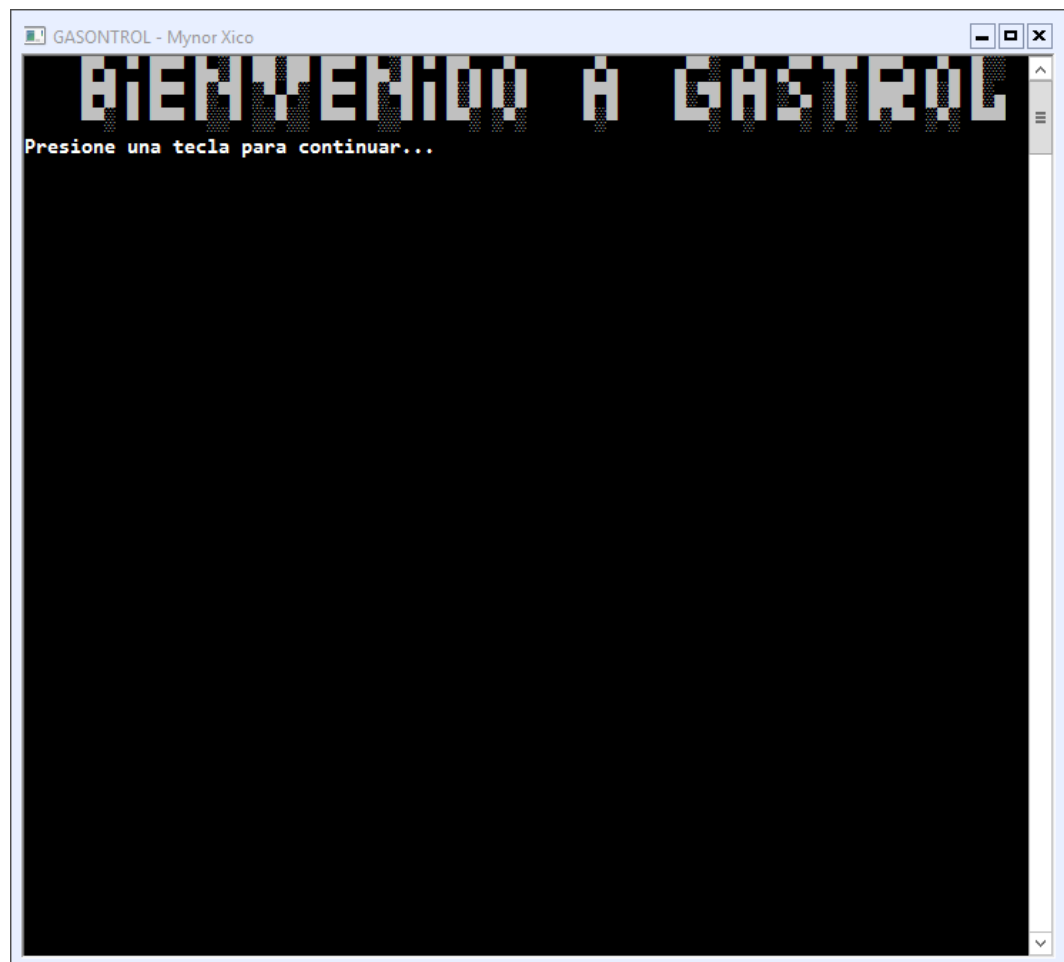 GASONTROL - Mynor Xico
BiENVENiDO A GASTROL
Presione una tecla para continuar...